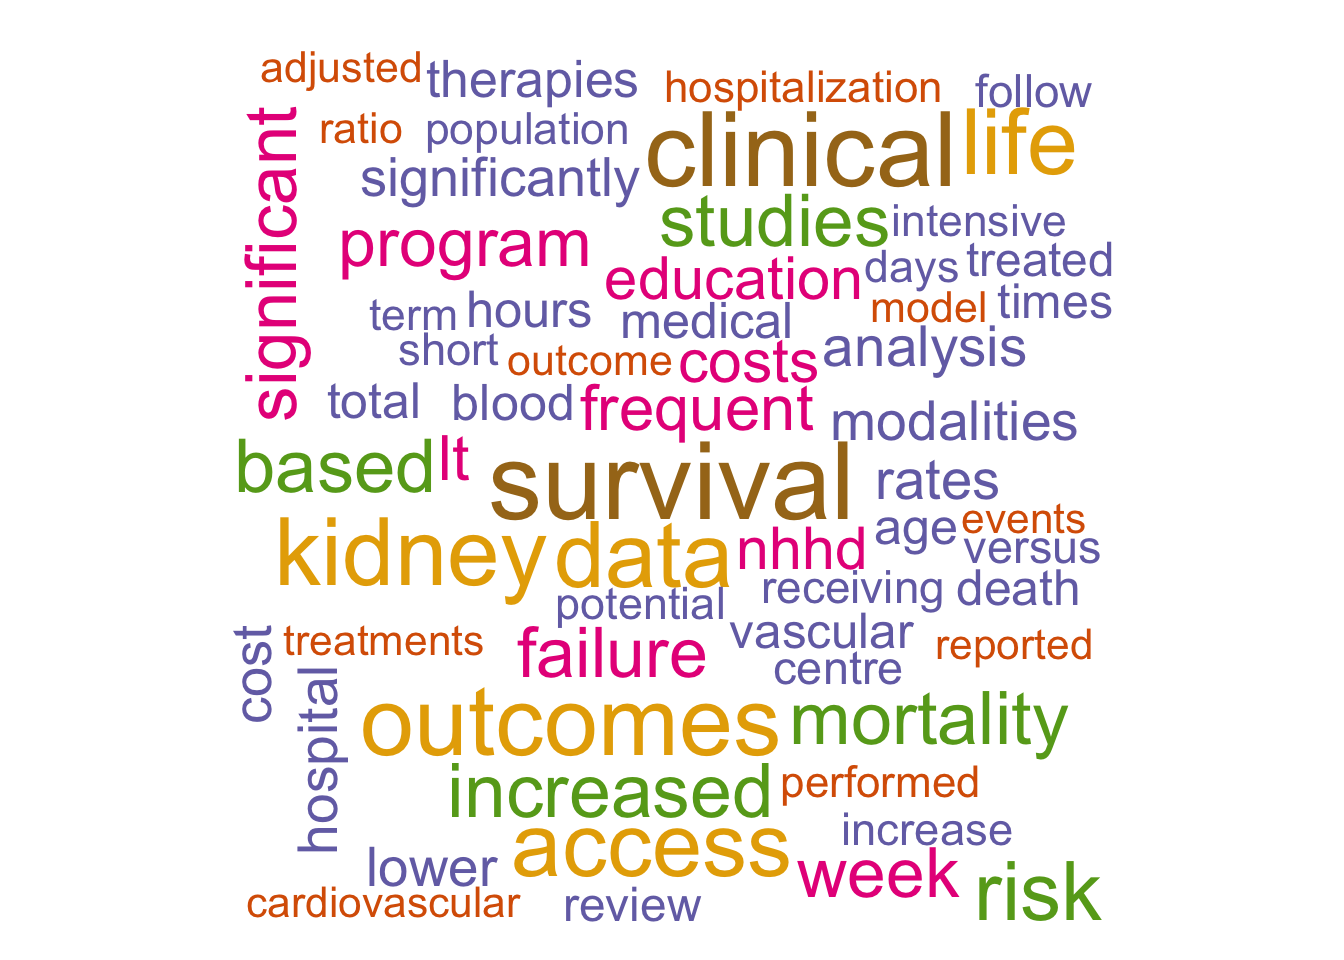 adjusted therapies hospitalization follow
significant ratio population clinical life
significantly studies intensive
program education days treated
term hours medical model times
short outcome costs analysis
total blood frequent modalities
based lt survival rates
kidney data nhhd age events
versus
potential receiving death
cost treatments failure vascular reported
hospital centre
outcomes mortality
increased performed
access increase
lower week risk
cardiovascular review